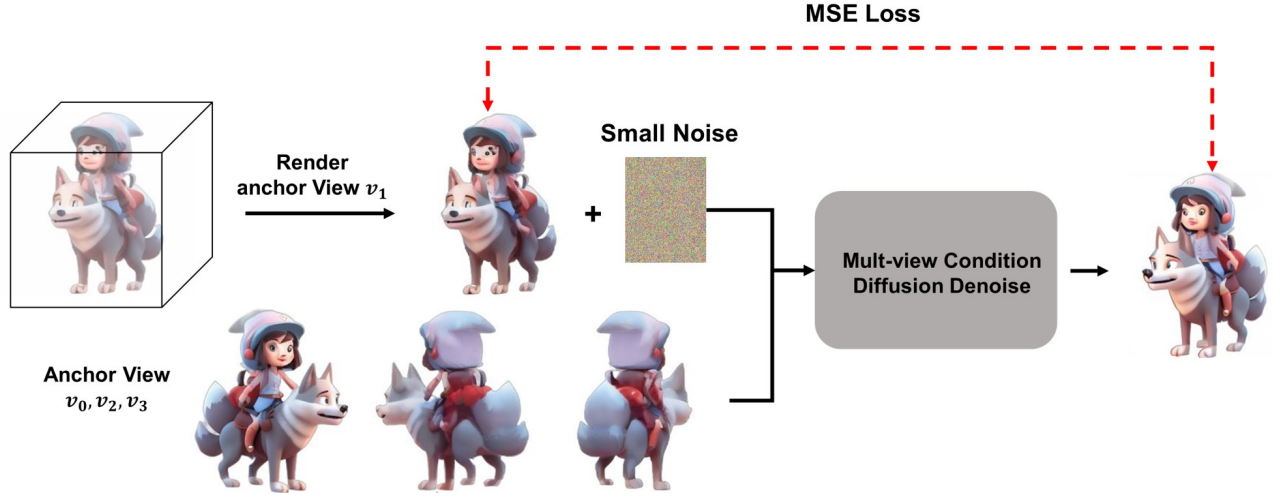 MSE Loss
Small Noise
Render
anchor View v₁
+
Mult-view Condition
Diffusion Denoise
Anchor View
v₀, v₂, v₃